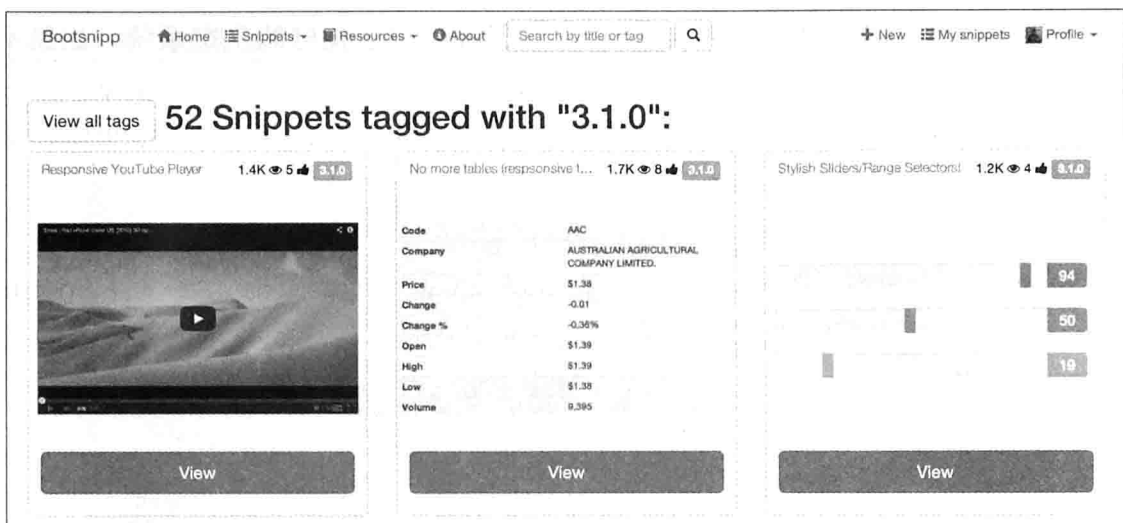 Bootsnipp Home Snippets Resources About Search by title or tag + New My snippets Profile
View all tags 52 Snippets tagged with "3.1.0":
Responsive YouTube Player 1.4K 5 3.1.0
No more tables (respsonsive t... 1.7K 8 3.1.0
Stylish Sliders/Range Selectors! 1.2K 4 3.1.0
Code AAC
Company AUSTRALIAN AGRICULTURAL
COMPANY LIMITED.
Price $1.38
Change -0.01
Change % -0.36%
Open $1.39
High $1.39
Low $1.38
Volume 9,395
94
50
19
View
View
View